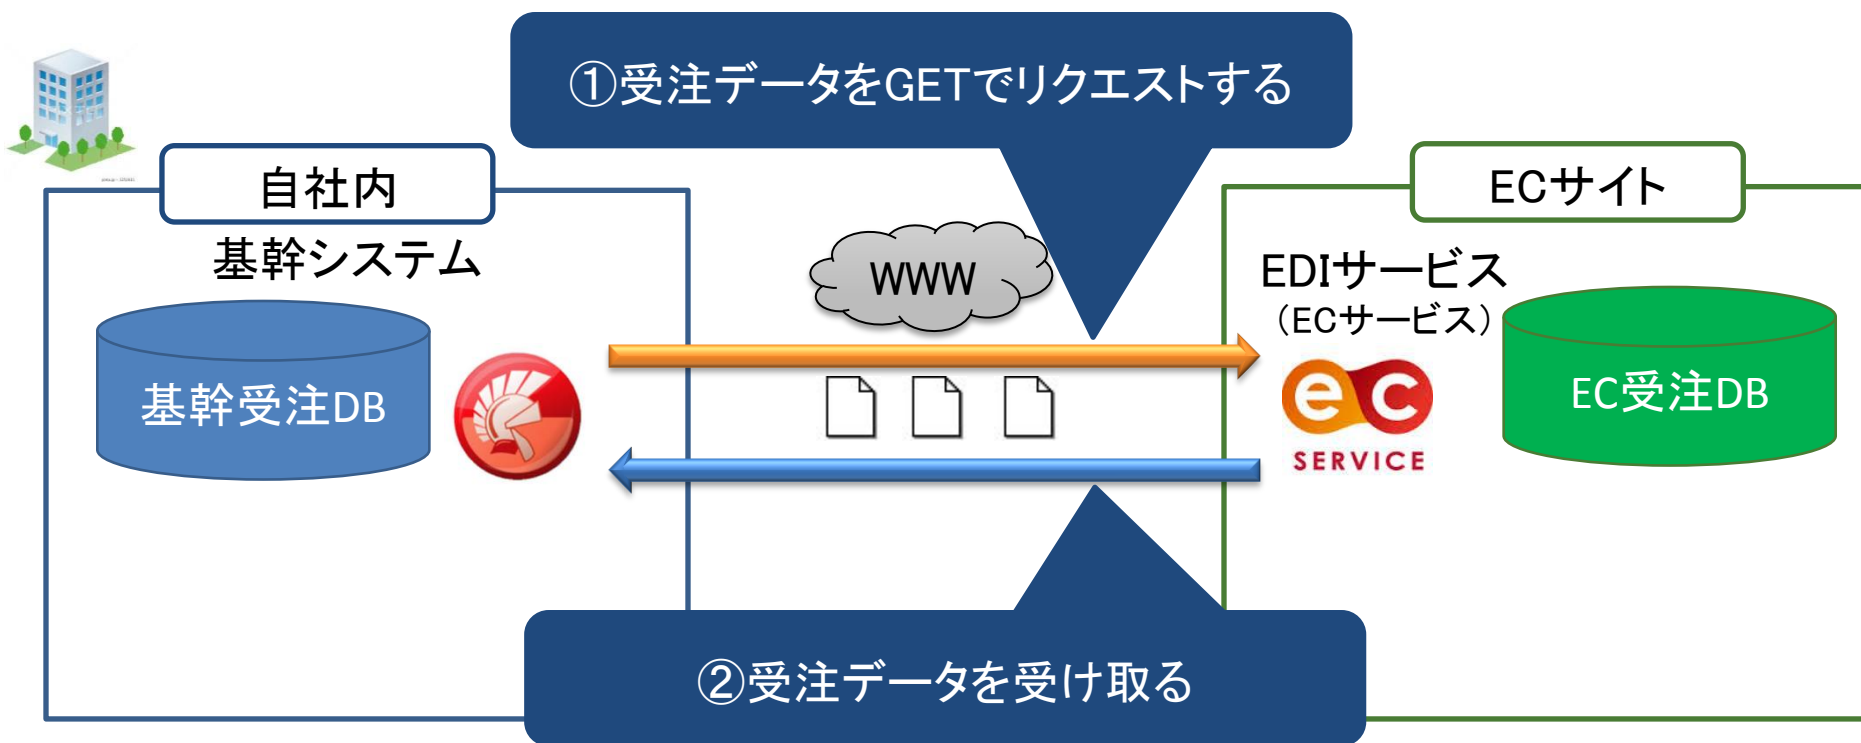 ①受注データをGETでリクエストする
自社内
ECサイト
基幹システム
WWW
EDIサービス
（ECサービス）
基幹受注DB
ec
SERVICE
EC受注DB
②受注データを受け取る